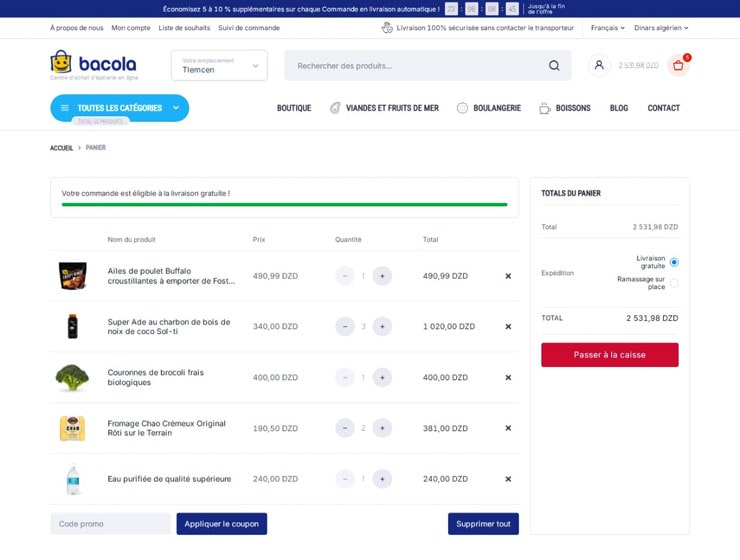 Économisez 5 à 10 % supplémentaires sur chaque Commande en livraison automatique !
Jusqu'à la fin
de l'offre
À propos de nous Mon compte Liste de souhaits Suivi de commande
Livraison 100% sécurisée sans contacter le transporteur
Français
Dinars algérien
bacola
Centre d'achat d'épicerie en ligne
Votre emplacement
Tlemcen
Rechercher des produits...
2 531,98 DZD
5
TOUTES LES CATÉGORIES
BOUTIQUE VIANDES ET FRUITS DE MER BOULANGERIE BOISSONS BLOG CONTACT
ACCUEIL > PANIER
Votre commande est éligible à la livraison gratuite !
Nom du produit Prix Quantité Total
Ailes de poulet Buffalo
croustillantes à emporter de Fost...
490,99 DZD − 1 + 490,99 DZD ×
Super Ade au charbon de bois de
noix de coco Sol-ti
340,00 DZD − 3 + 1 020,00 DZD ×
Couronnes de brocoli frais
biologiques
400,00 DZD − 1 + 400,00 DZD ×
Fromage Chao Crémeux Original
Rôti sur le Terrain
190,50 DZD − 2 + 381,00 DZD ×
Eau purifiée de qualité supérieure 240,00 DZD − 1 + 240,00 DZD ×
Code promo
Appliquer le coupon
Supprimer tout
TOTALS DU PANIER
Total 2 531,98 DZD
Expédition
Livraison
gratuite
Ramassage sur
place
TOTAL 2 531,98 DZD
Passer à la caisse